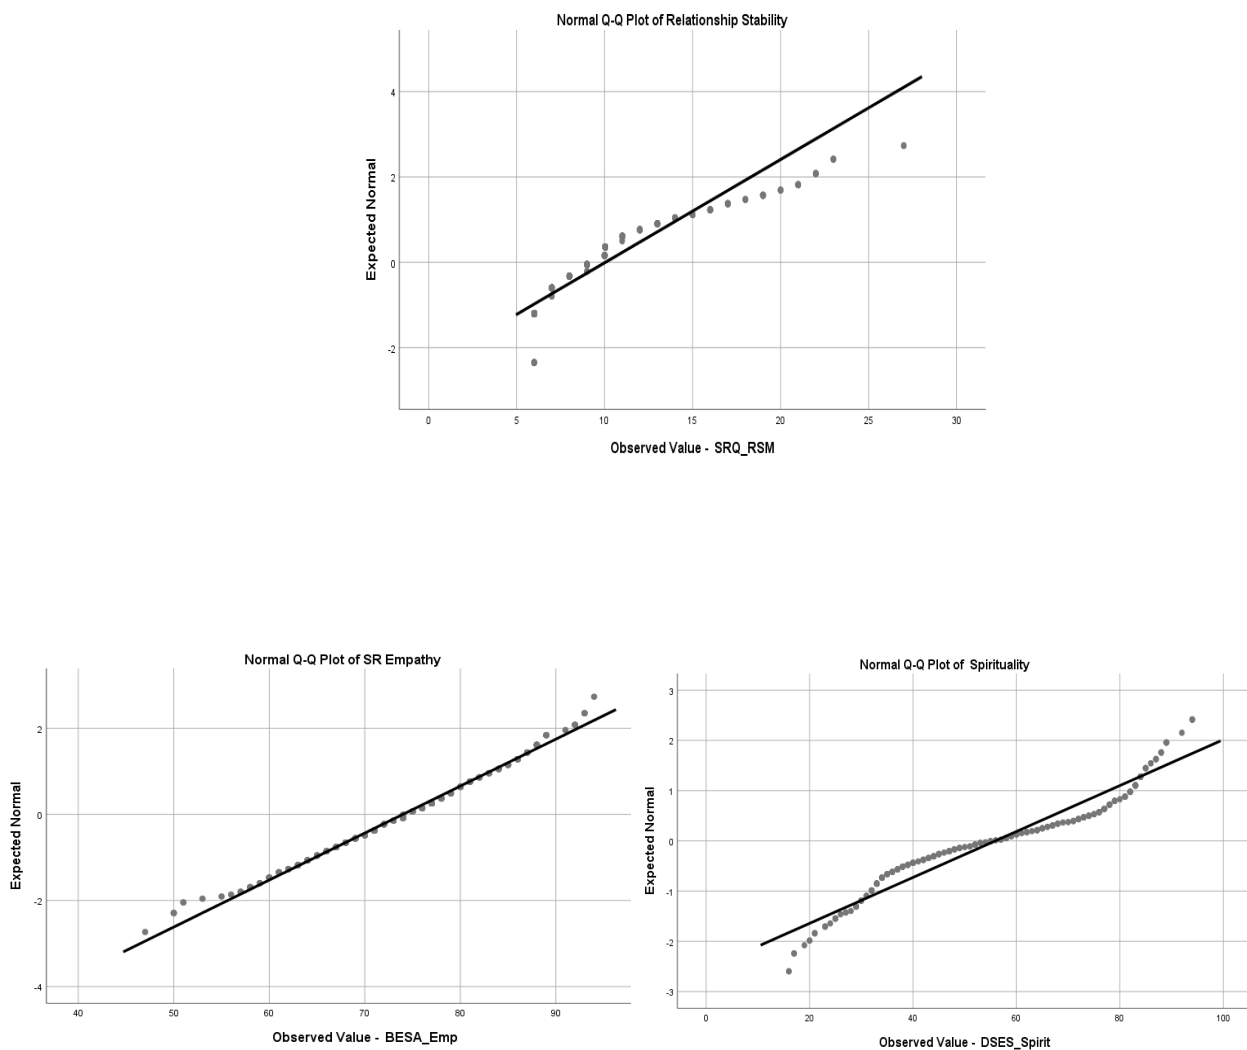 Normal Q-Q Plot of Relationship Stability
4
2
0
-2
Expected Normal
0 5 10 15 20 25 30
Observed Value - SRQ_RSM
Normal Q-Q Plot of SR Empathy
2
0
-2
-4
Expected Normal
40 50 60 70 80 90
Observed Value - BESA_Emp
Normal Q-Q Plot of Spirituality
3
2
1
0
-1
-2
-3
Expected Normal
0 20 40 60 80 100
Observed Value - DSES_Spirit